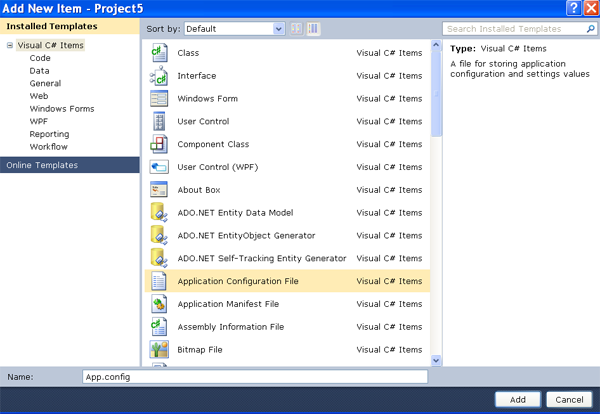 Add New Item - Project5
Installed Templates
Sort by: Default
Search Installed Templates
Visual C# Items
Code
Data
General
Web
Windows Forms
WPF
Reporting
Workflow
Online Templates
Class Visual C# Items
Interface Visual C# Items
Windows Form Visual C# Items
User Control Visual C# Items
Component Class Visual C# Items
User Control (WPF) Visual C# Items
About Box Visual C# Items
ADO.NET Entity Data Model Visual C# Items
ADO.NET EntityObject Generator Visual C# Items
ADO.NET Self-Tracking Entity Generator Visual C# Items
Application Configuration File Visual C# Items
Application Manifest File Visual C# Items
Assembly Information File Visual C# Items
Bitmap File Visual C# Items
Type: Visual C# Items
A file for storing application
configuration and settings values
Name: App.config
Add Cancel